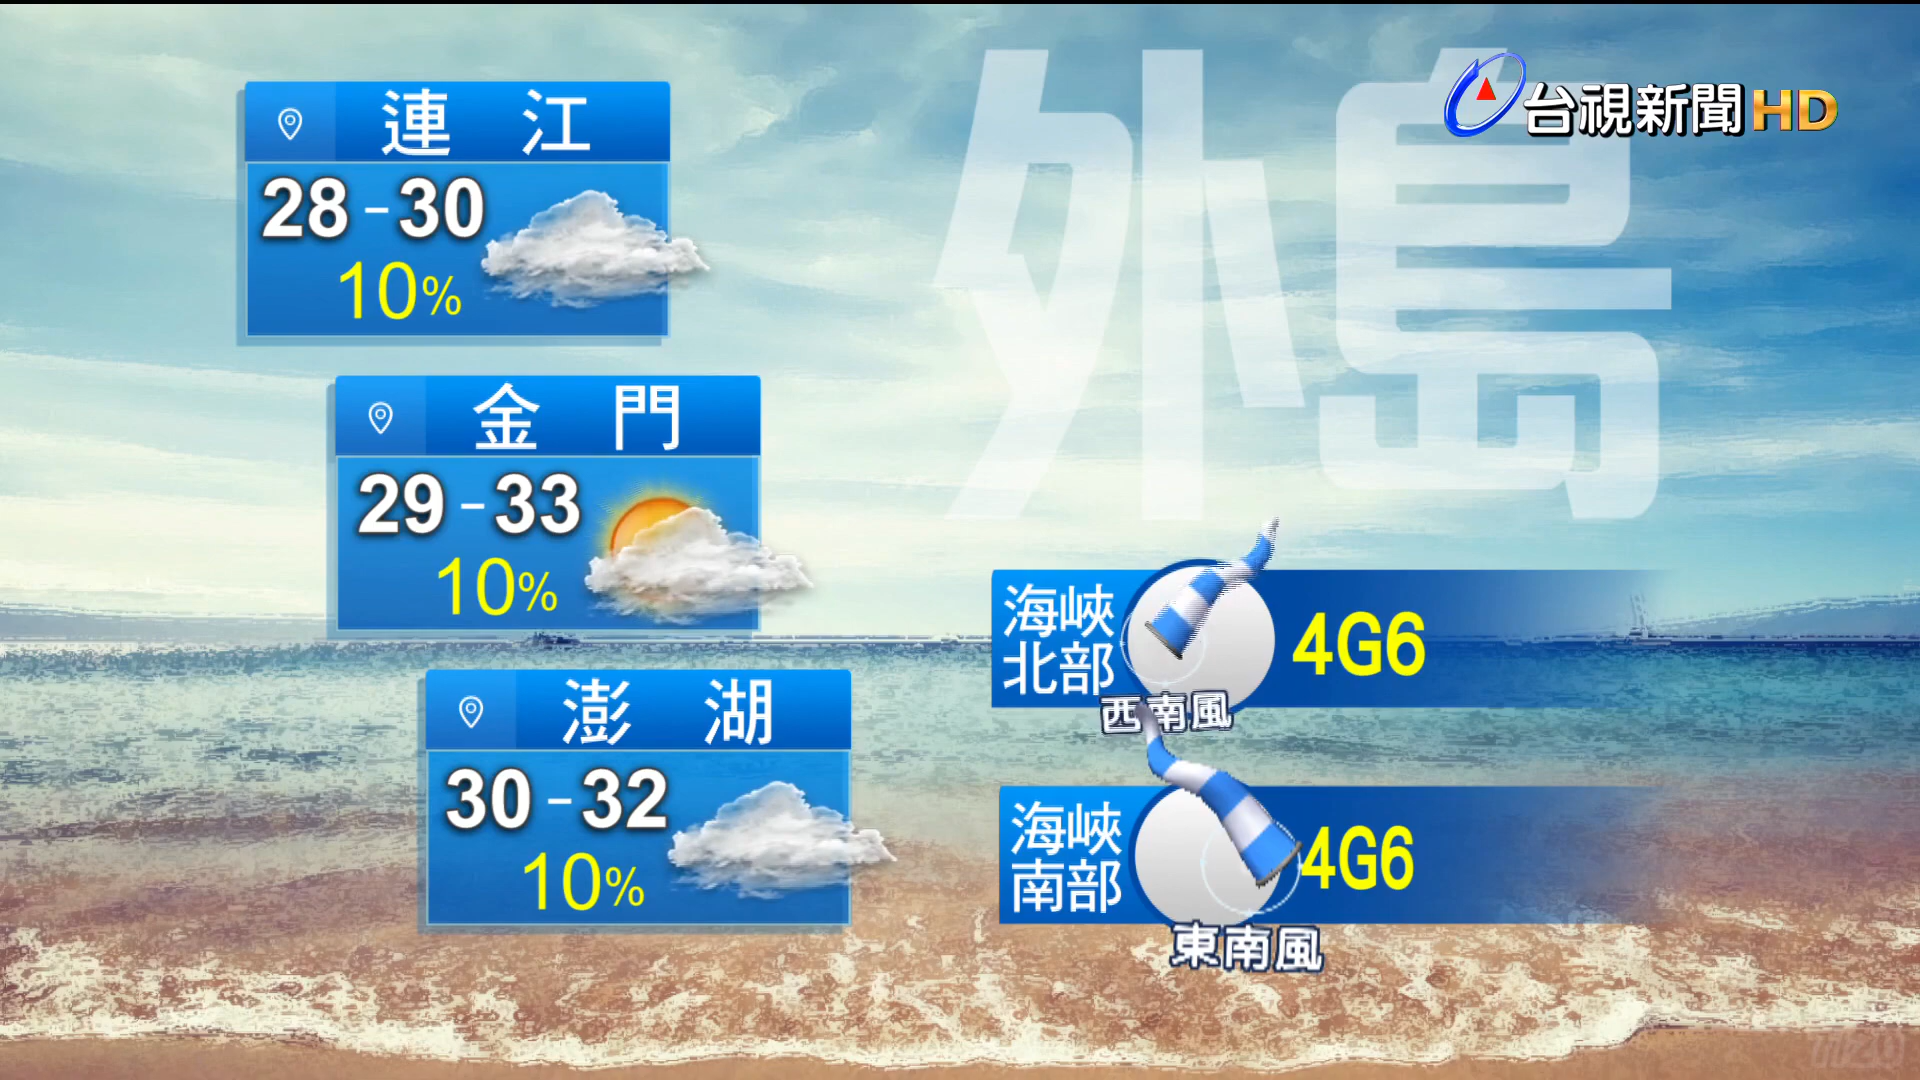 外島
台視新聞HD
連江
28-30
10%
金門
29-33
10%
澎湖
30-32
10%
海峽
北部
4G6
西南風
海峽
南部
4G6
東南風